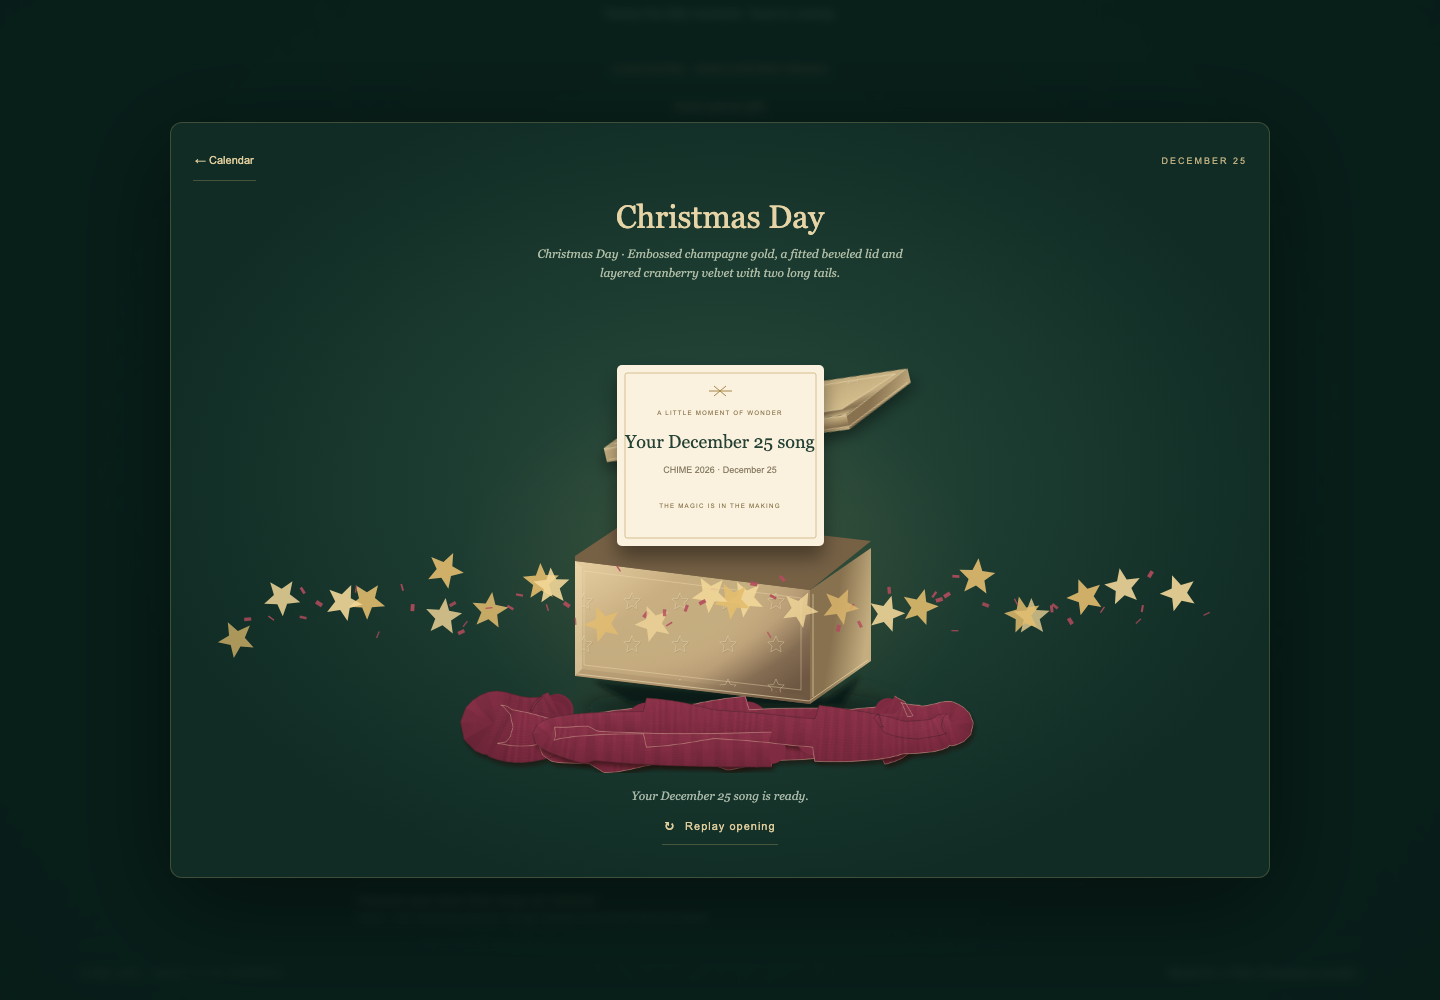 ← Calendar
DECEMBER 25
Christmas Day
Christmas Day · Embossed champagne gold, a fitted beveled lid and
layered cranberry velvet with two long tails.
A LITTLE MOMENT OF WONDER
Your December 25 song
CHIME 2026 · December 25
THE MAGIC IS IN THE MAKING
Your December 25 song is ready.
↻ Replay opening